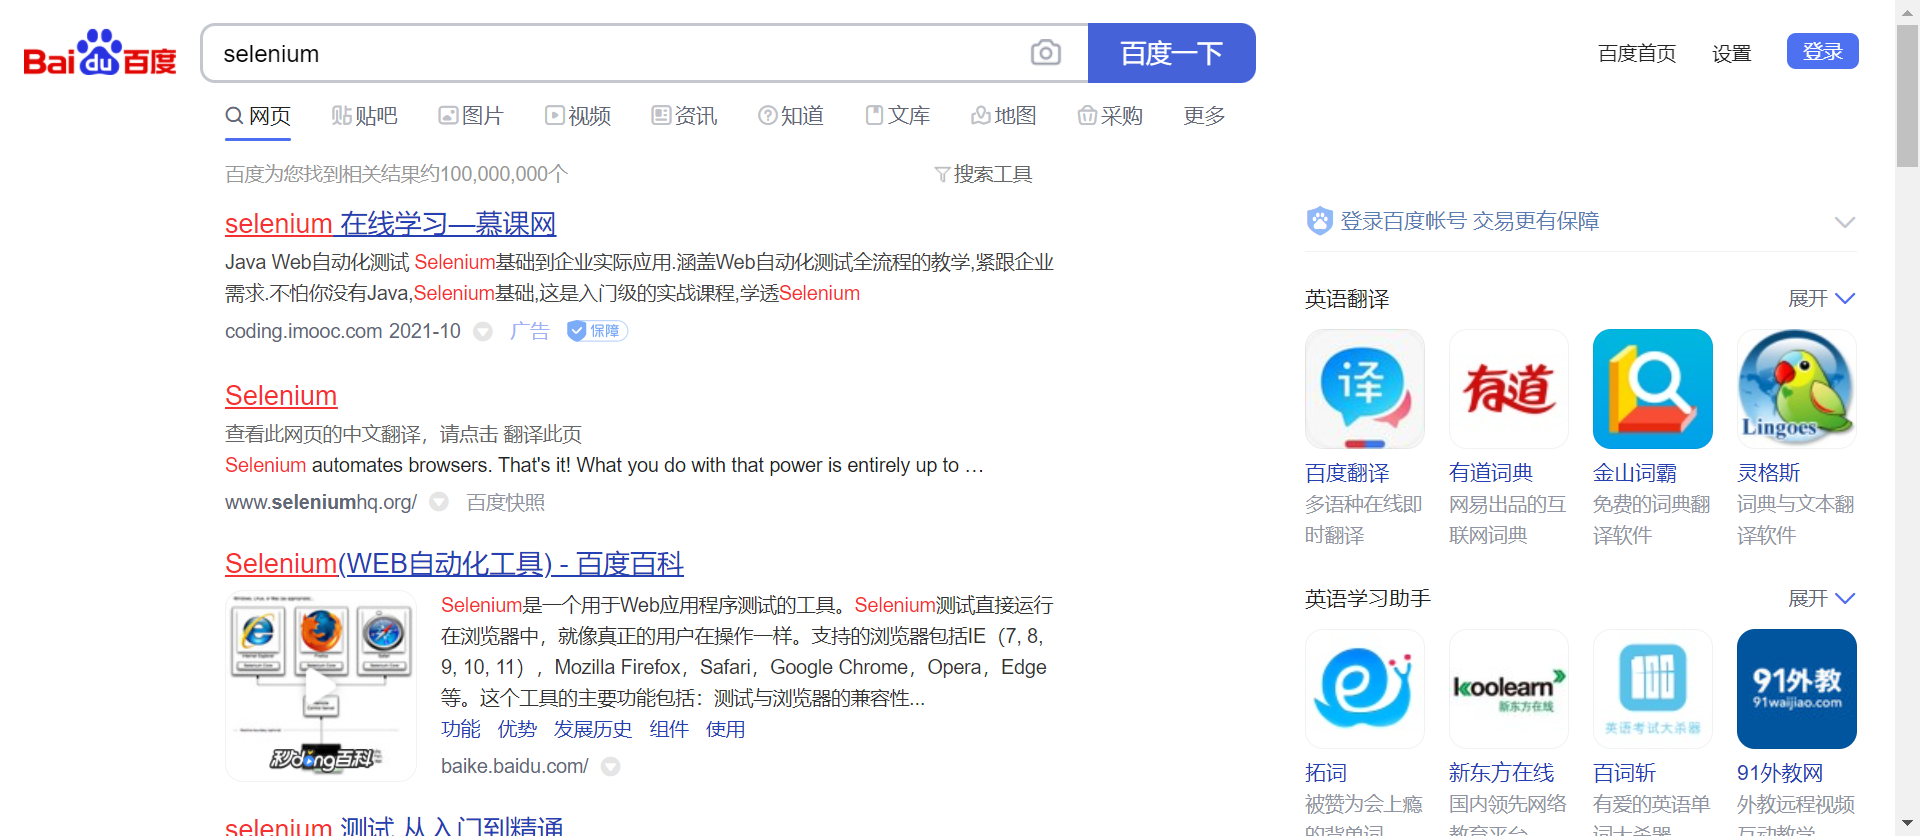 Baidu百度
selenium
百度一下
百度首页
设置
登录
网页
贴贴吧
图片
视频
资讯
知道
文库
地图
采购
更多
百度为您找到相关结果约100,000,000个
搜索工具
selenium 在线学习—慕课网
Java Web自动化测试 Selenium基础到企业实际应用.涵盖Web自动化测试全流程的教学,紧跟企业
需求.不怕你没有Java,Selenium基础,这是入门级的实战课程,学透Selenium
coding.imooc.com 2021-10
广告
保障
Selenium
查看此网页的中文翻译，请点击 翻译此页
Selenium automates browsers. That's it! What you do with that power is entirely up to …
www.seleniumhq.org/
百度快照
Selenium(WEB自动化工具) - 百度百科
Selenium是一个用于Web应用程序测试的工具。Selenium测试直接运行
在浏览器中，就像真正的用户在操作一样。支持的浏览器包括IE（7, 8,
9, 10, 11），Mozilla Firefox，Safari，Google Chrome，Opera，Edge
等。这个工具的主要功能包括：测试与浏览器的兼容性...
功能 优势 发展历史 组件 使用
秒dong百科
baike.baidu.com/
selenium 测试 从入门到精通
登录百度帐号 交易更有保障
英语翻译
展开
译
有道
Lingoes
百度翻译
有道词典
金山词霸
灵格斯
多语种在线即
网易出品的互
免费的词典翻
词典与文本翻
时翻译
联网词典
译软件
译软件
英语学习助手
展开
koolearn
新东方在线
100
英语考试大杀器
91外教
91waijiao.com
拓词
新东方在线
百词斩
91外教网
被赞为会上瘾
国内领先网络
有爱的英语单
外教远程视频
的背单词
教育平台
词大杀器
互动教学